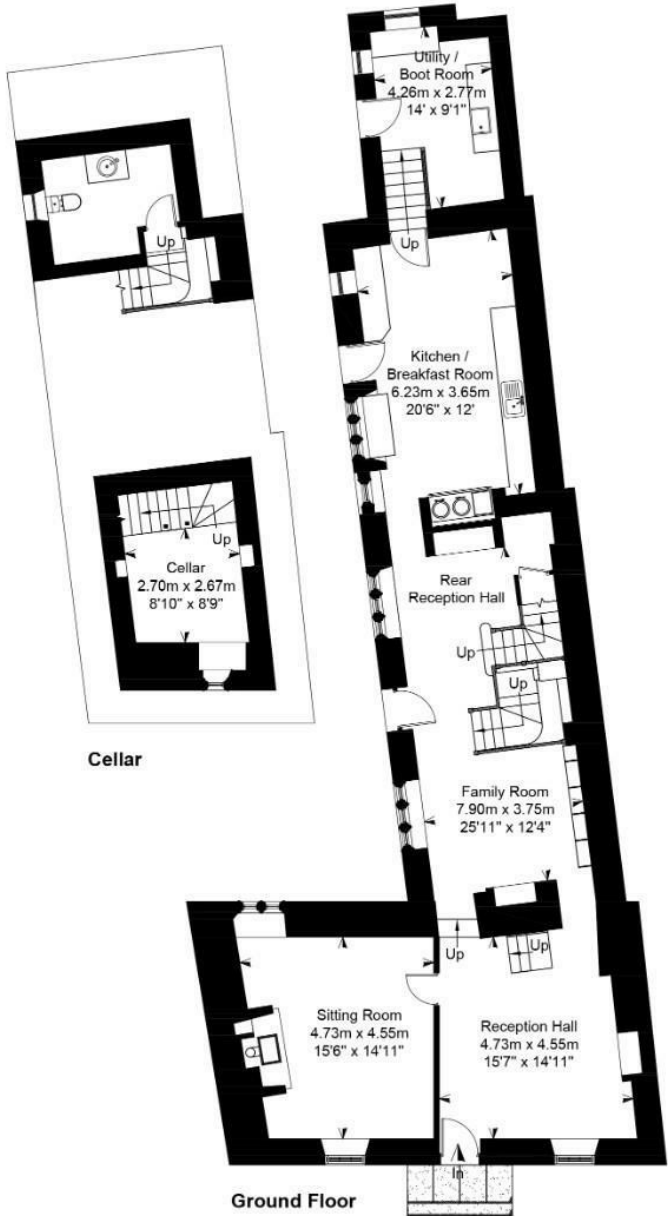 Utility /
Boot Room
4.26m x 2.77m
14' x 9'1"
Up
Up
Kitchen /
Breakfast Room
6.23m x 3.65m
20'6" x 12'
Up
Cellar
2.70m x 2.67m
8'10" x 8'9"
Rear
Reception Hall
Up
Up
Cellar
Family Room
7.90m x 3.75m
25'11" x 12'4"
Up
Up
Sitting Room
4.73m x 4.55m
15'6" x 14'11"
Reception Hall
4.73m x 4.55m
15'7" x 14'11"
In
Ground Floor